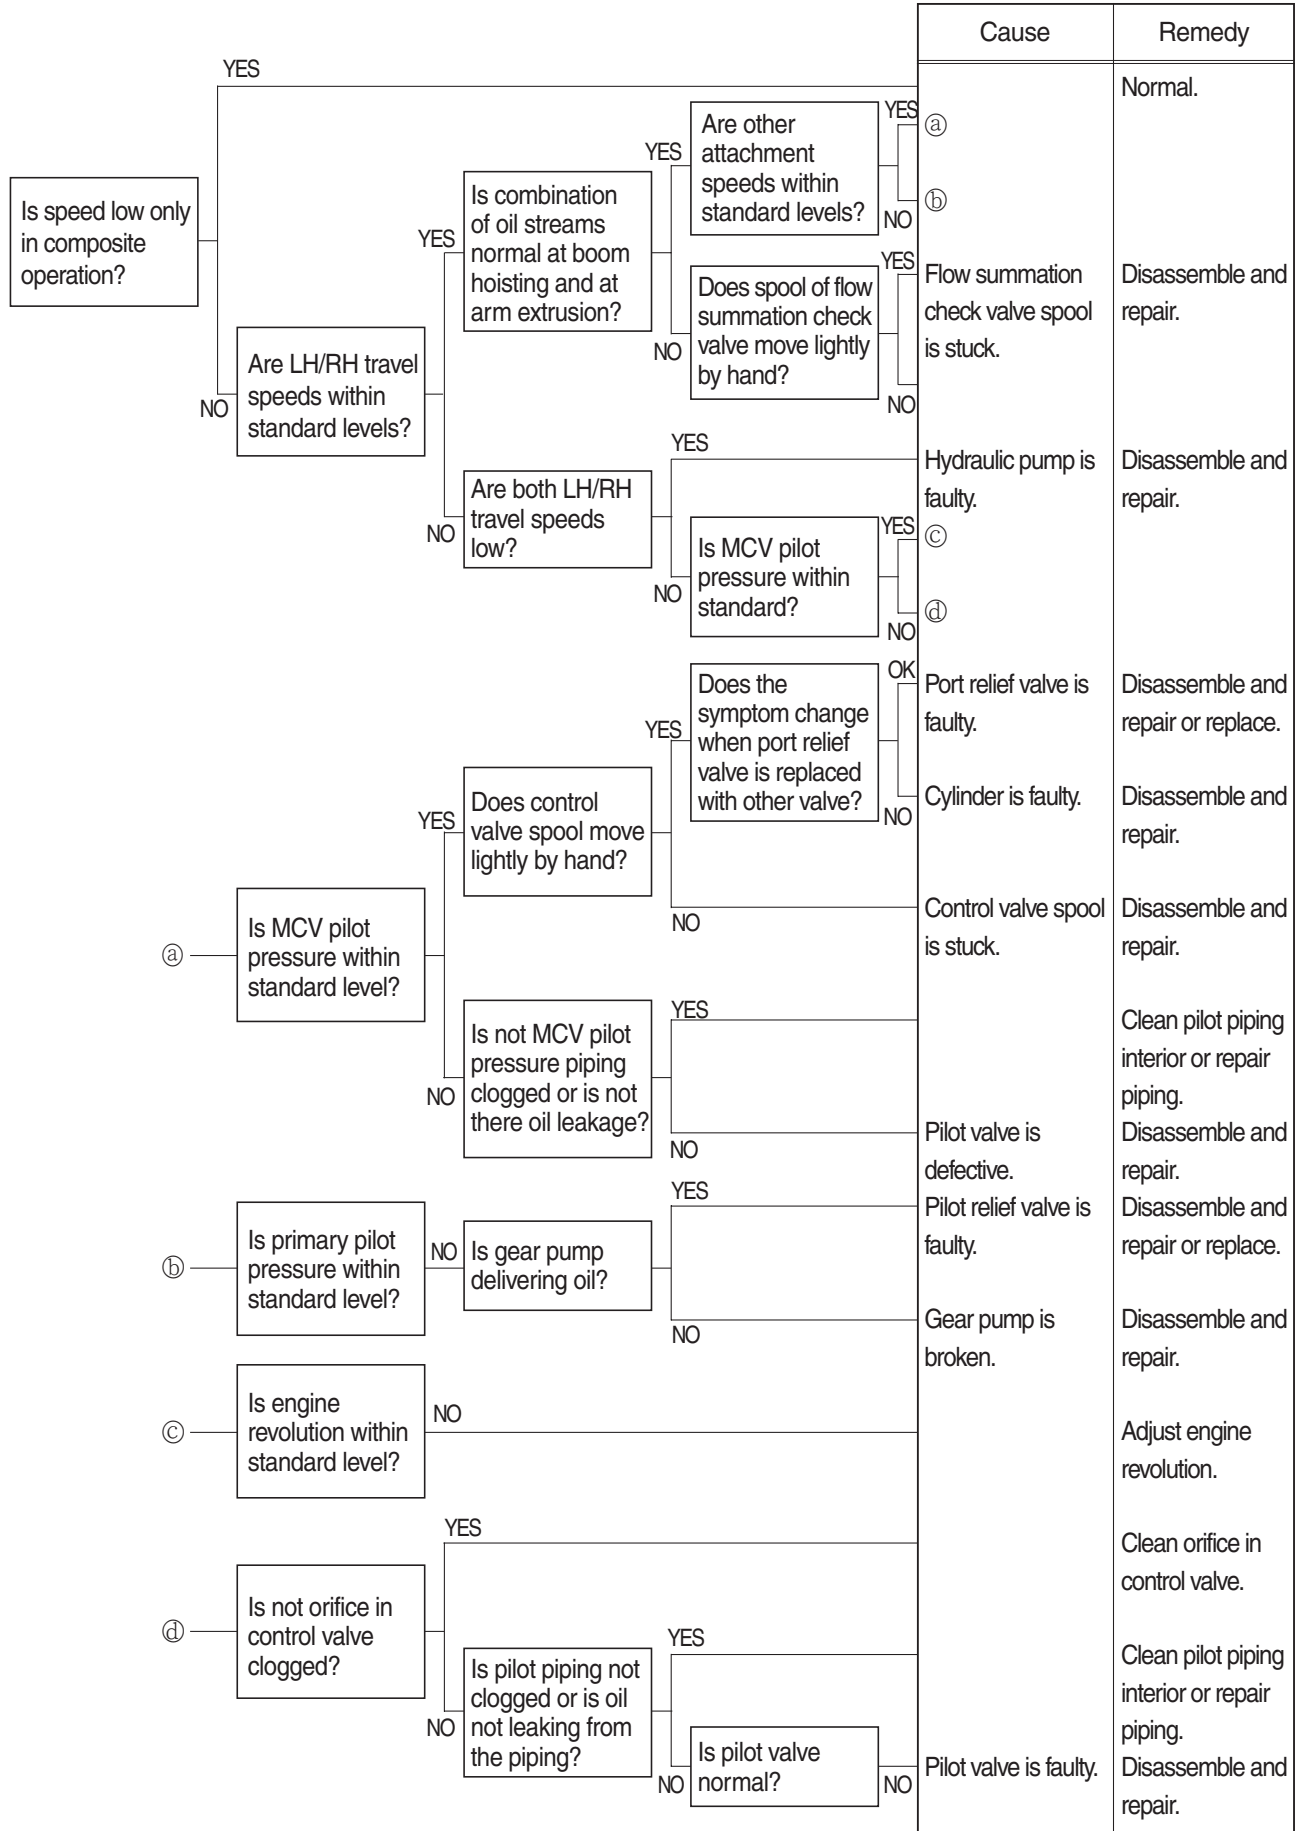 Cause
Remedy
YES
Normal.
Is speed low only
in composite
operation?
NO
Are LH/RH travel
speeds within
standard levels?
YES
Is combination
of oil streams
normal at boom
hoisting and at
arm extrusion?
YES
Are other
attachment
speeds within
standard levels?
YES
ⓐ
NO
ⓑ
NO
Does spool of flow
summation check
valve move lightly
by hand?
YES
Flow summation
check valve spool
is stuck.
Disassemble and
repair.
NO
NO
Are both LH/RH
travel speeds
low?
YES
Hydraulic pump is
faulty.
Disassemble and
repair.
NO
Is MCV pilot
pressure within
standard?
YES
ⓒ
NO
ⓓ
ⓐ
Is MCV pilot
pressure within
standard level?
YES
Does control
valve spool move
lightly by hand?
YES
Does the
symptom change
when port relief
valve is replaced
with other valve?
OK
Port relief valve is
faulty.
Disassemble and
repair or replace.
NO
Cylinder is faulty.
Disassemble and
repair.
NO
Control valve spool
is stuck.
Disassemble and
repair.
NO
Is not MCV pilot
pressure piping
clogged or is not
there oil leakage?
YES
Clean pilot piping
interior or repair
piping.
NO
Pilot valve is
defective.
Disassemble and
repair.
ⓑ
Is primary pilot
pressure within
standard level?
NO
Is gear pump
delivering oil?
YES
Pilot relief valve is
faulty.
Disassemble and
repair or replace.
NO
Gear pump is
broken.
Disassemble and
repair.
ⓒ
Is engine
revolution within
standard level?
NO
Adjust engine
revolution.
ⓓ
Is not orifice in
control valve
clogged?
YES
Clean orifice in
control valve.
NO
Is pilot piping not
clogged or is oil
not leaking from
the piping?
YES
Clean pilot piping
interior or repair
piping.
NO
Is pilot valve
normal?
NO
Pilot valve is faulty.
Disassemble and
repair.